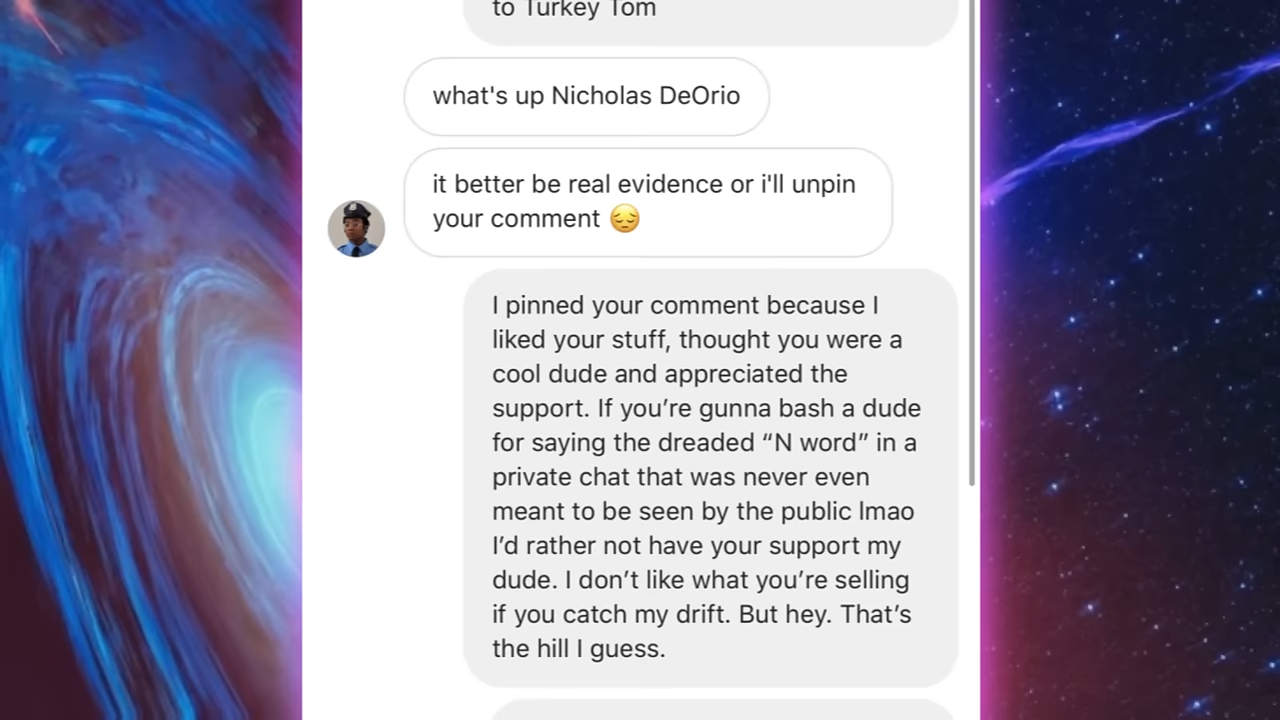 to Turkey Tom
what's up Nicholas DeOrio
it better be real evidence or i'll unpin
your comment 😔
I pinned your comment because I
liked your stuff, thought you were a
cool dude and appreciated the
support. If you’re gunna bash a dude
for saying the dreaded “N word” in a
private chat that was never even
meant to be seen by the public lmao
I’d rather not have your support my
dude. I don’t like what you’re selling
if you catch my drift. But hey. That’s
the hill I guess.